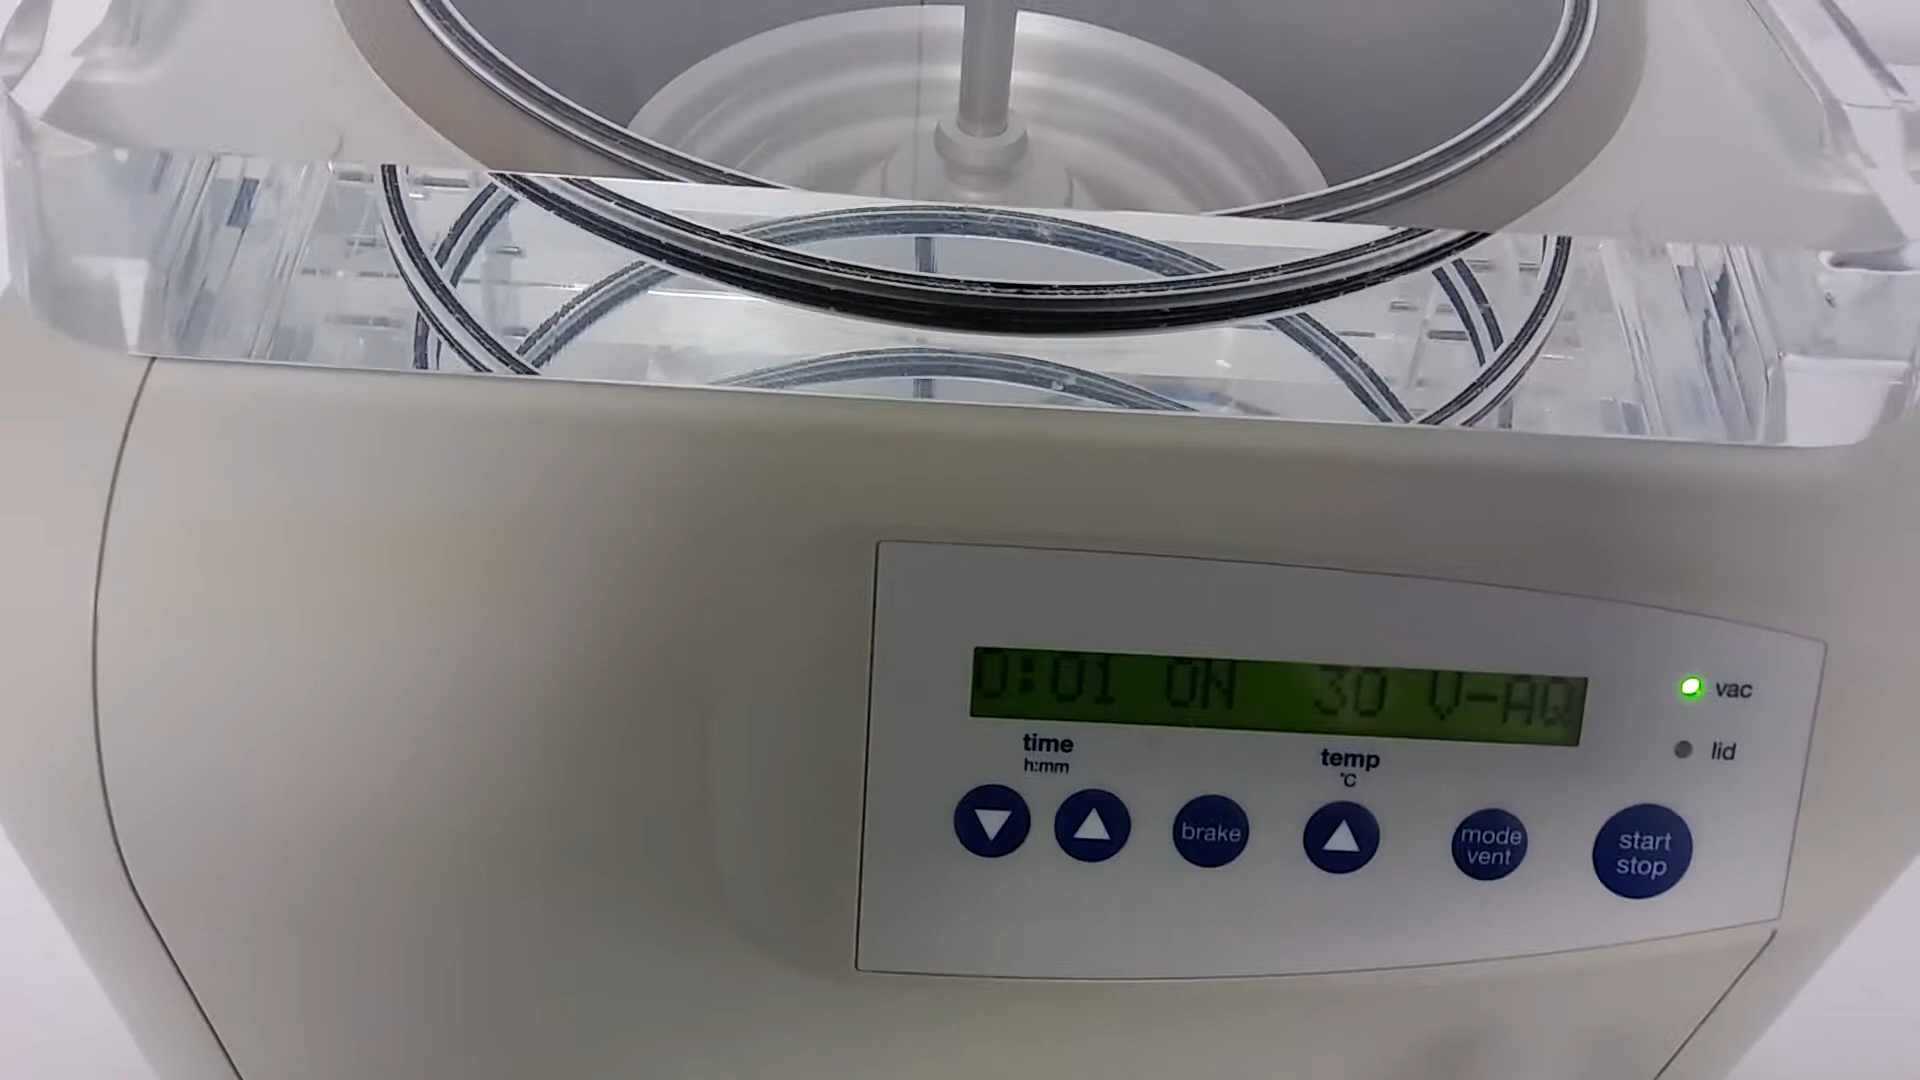 0:01 ON 30 V-AQ
vac
lid
time
h:mm
temp
°C
brake
mode
vent
start
stop